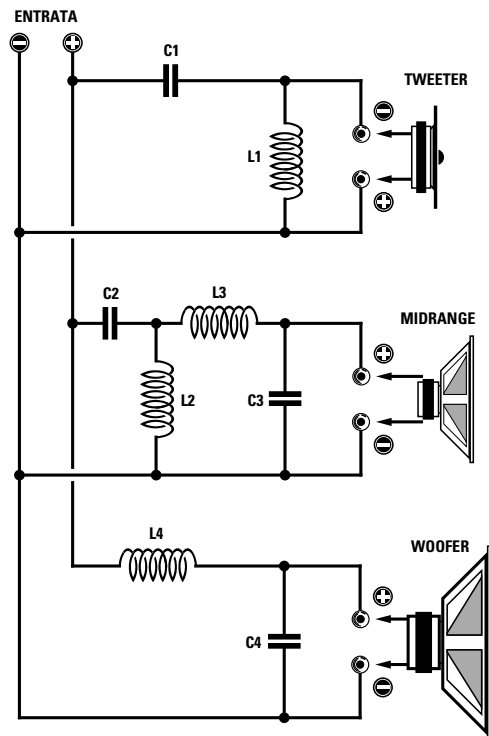 ENTRATA
C1
TWEETER
L1
C2
L3
MIDRANGE
L2
C3
L4
WOOFER
C4